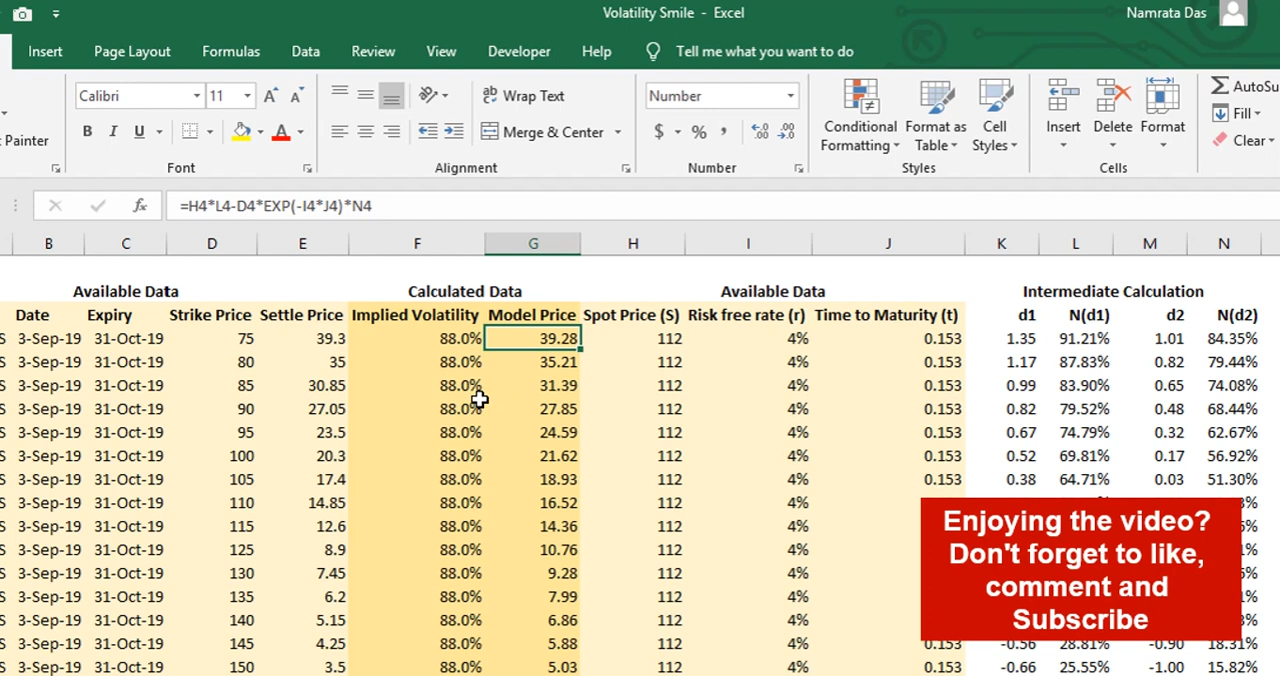 Volatility Smile - Excel
Namrata Das
Insert Page Layout Formulas Data Review View Developer Help Tell me what you want to do
Calibri 11 Wrap Text Number AutoSu
Painter B I U Merge & Center $ % Conditional Formatting Format as Table Cell Styles Insert Delete Format Fill Clear
Font Alignment Number Styles Cells
fx =H4*L4-D4*EXP(-I4*J4)*N4
B C D E F G H I J K L M N
Available Data Calculated Data Available Data Intermediate Calculation
Date Expiry Strike Price Settle Price Implied Volatility Model Price Spot Price (S) Risk free rate (r) Time to Maturity (t) d1 N(d1) d2 N(d2)
S 3-Sep-19 31-Oct-19 75 39.3 88.0% 39.28 112 4% 0.153 1.35 91.21% 1.01 84.35%
S 3-Sep-19 31-Oct-19 80 35 88.0% 35.21 112 4% 0.153 1.17 87.83% 0.82 79.44%
S 3-Sep-19 31-Oct-19 85 30.85 88.0% 31.39 112 4% 0.153 0.99 83.90% 0.65 74.08%
S 3-Sep-19 31-Oct-19 90 27.05 88.0% 27.85 112 4% 0.153 0.82 79.52% 0.48 68.44%
S 3-Sep-19 31-Oct-19 95 23.5 88.0% 24.59 112 4% 0.153 0.67 74.79% 0.32 62.67%
S 3-Sep-19 31-Oct-19 100 20.3 88.0% 21.62 112 4% 0.153 0.52 69.81% 0.17 56.92%
S 3-Sep-19 31-Oct-19 105 17.4 88.0% 18.93 112 4% 0.153 0.38 64.71% 0.03 51.30%
S 3-Sep-19 31-Oct-19 110 14.85 88.0% 16.52 112 4%
S 3-Sep-19 31-Oct-19 115 12.6 88.0% 14.36 112 4%
S 3-Sep-19 31-Oct-19 125 8.9 88.0% 10.76 112 4%
S 3-Sep-19 31-Oct-19 130 7.45 88.0% 9.28 112 4%
S 3-Sep-19 31-Oct-19 135 6.2 88.0% 7.99 112 4%
S 3-Sep-19 31-Oct-19 140 5.15 88.0% 6.86 112 4%
S 3-Sep-19 31-Oct-19 145 4.25 88.0% 5.88 112 4% 0.153 -0.56 28.81% -0.90 18.31%
S 3-Sep-19 31-Oct-19 150 3.5 88.0% 5.03 112 4% 0.153 -0.66 25.55% -1.00 15.82%
Enjoying the video?
Don't forget to like,
comment and
Subscribe